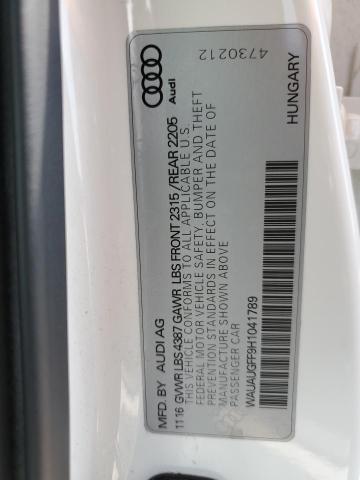 MFD. BY AUDI AG
11 16 GVWR LBS 4387 GAWR LBS FRONT 2315 /REAR 2205
THIS VEHICLE CONFORMS TO ALL APPLICABLE
FEDERAL MOTOR VEHICLE SAFETY, BUMPER AND THEFT
PREVENTION STANDARDS IN EFFECT ON THE DATE OF
MANUFACTURE SHOWN ABOVE
PASSENGER CAR
WAUAUGFF9H1041789
HUNGARY
Audi
4730212